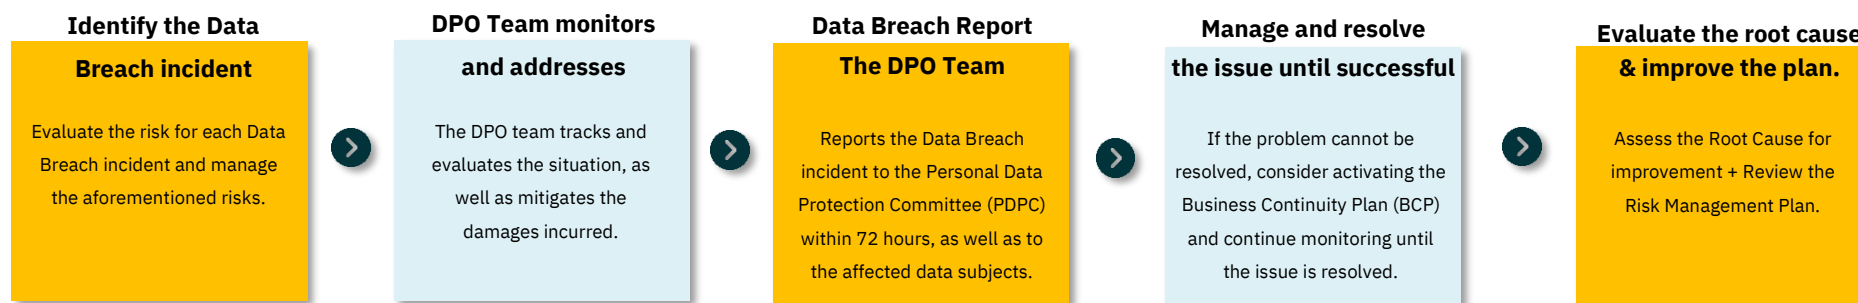 Identify the Data
Breach incident
Evaluate the risk for each Data
Breach incident and manage
the aforementioned risks.
DPO Team monitors
and addresses
The DPO team tracks and
evaluates the situation, as
well as mitigates the
damages incurred.
Data Breach Report
The DPO Team
Reports the Data Breach
incident to the Personal Data
Protection Committee (PDPC)
within 72 hours, as well as to
the affected data subjects.
Manage and resolve
the issue until successful
If the problem cannot be
resolved, consider activating the
Business Continuity Plan (BCP)
and continue monitoring until
the issue is resolved.
Evaluate the root cause
& improve the plan.
Assess the Root Cause for
improvement + Review the
Risk Management Plan.